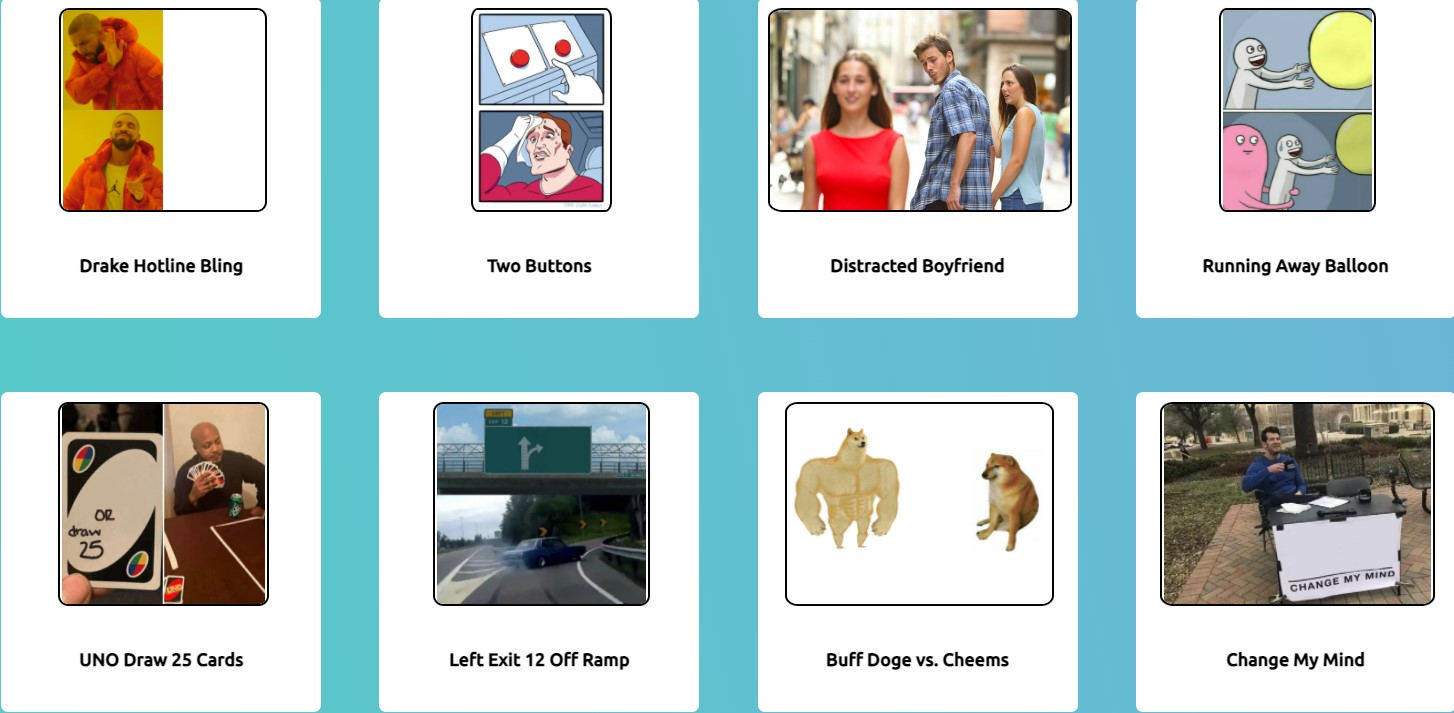 Drake Hotline Bling
Two Buttons
Distracted Boyfriend
Running Away Balloon
OR
draw
25
UNO
LEFT
EXIT 12
CHANGE MY MIND
UNO Draw 25 Cards
Left Exit 12 Off Ramp
Buff Doge vs. Cheems
Change My Mind